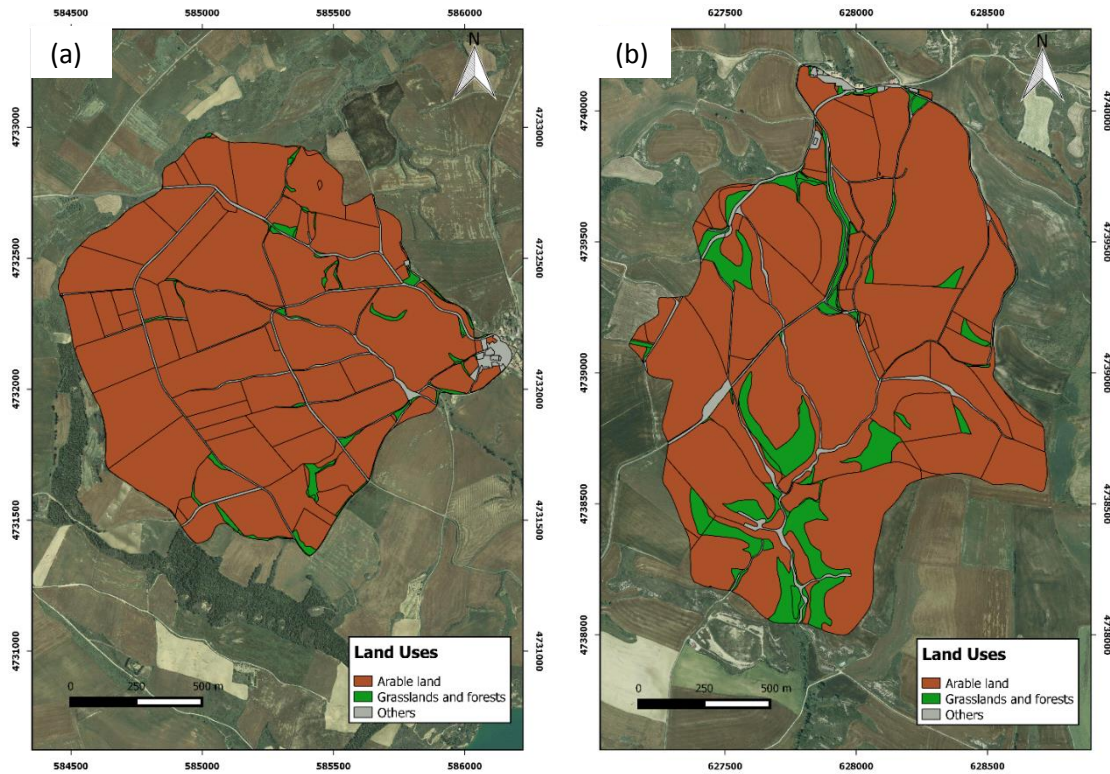 (a)
584500 585000 585500 586000
N
4733000 4733000
4732500 4732500
4732000 4732000
4731500 4731500
4731000 4731000
Land Uses
Arable land
Grasslands and forests
Others
0 250 500 m
584500 585000 585500 586000
(b)
627500 628000 628500
N
4740000 4740000
4739500 4739500
4739000 4739000
4738500 4738500
4738000 4738000
Land Uses
Arable land
Grasslands and forests
Others
0 250 500 m
627500 628000 628500